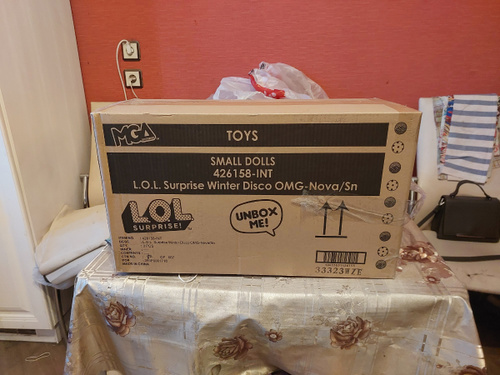 MGA
TOYS
SMALL DOLLS
426158-INT
L.O.L. Surprise Winter Disco OMG-Nova/Sn
L.O.L.
SURPRISE!
UNBOX
ME!
333239ZE